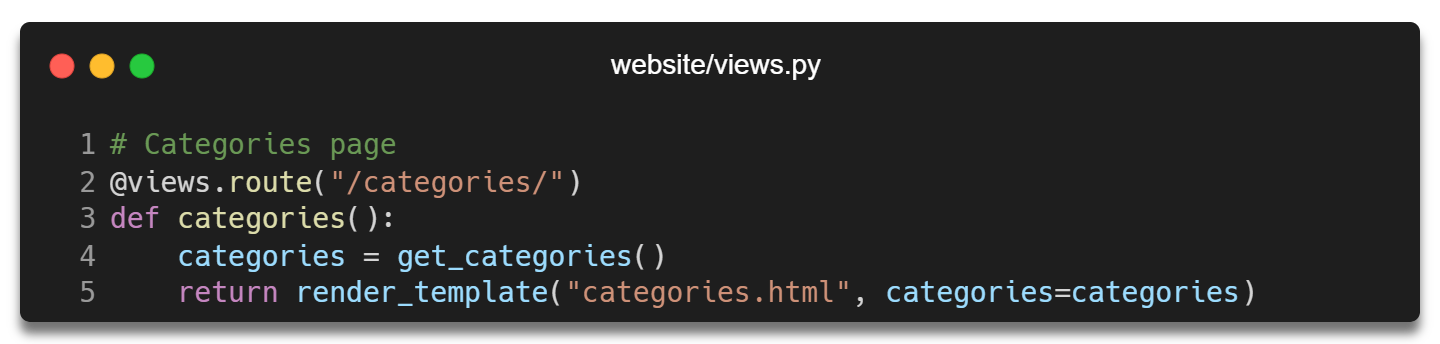 website/views.py
1 # Categories page
2 @views.route("/categories/")
3 def categories():
4     categories = get_categories()
5     return render_template("categories.html", categories=categories)